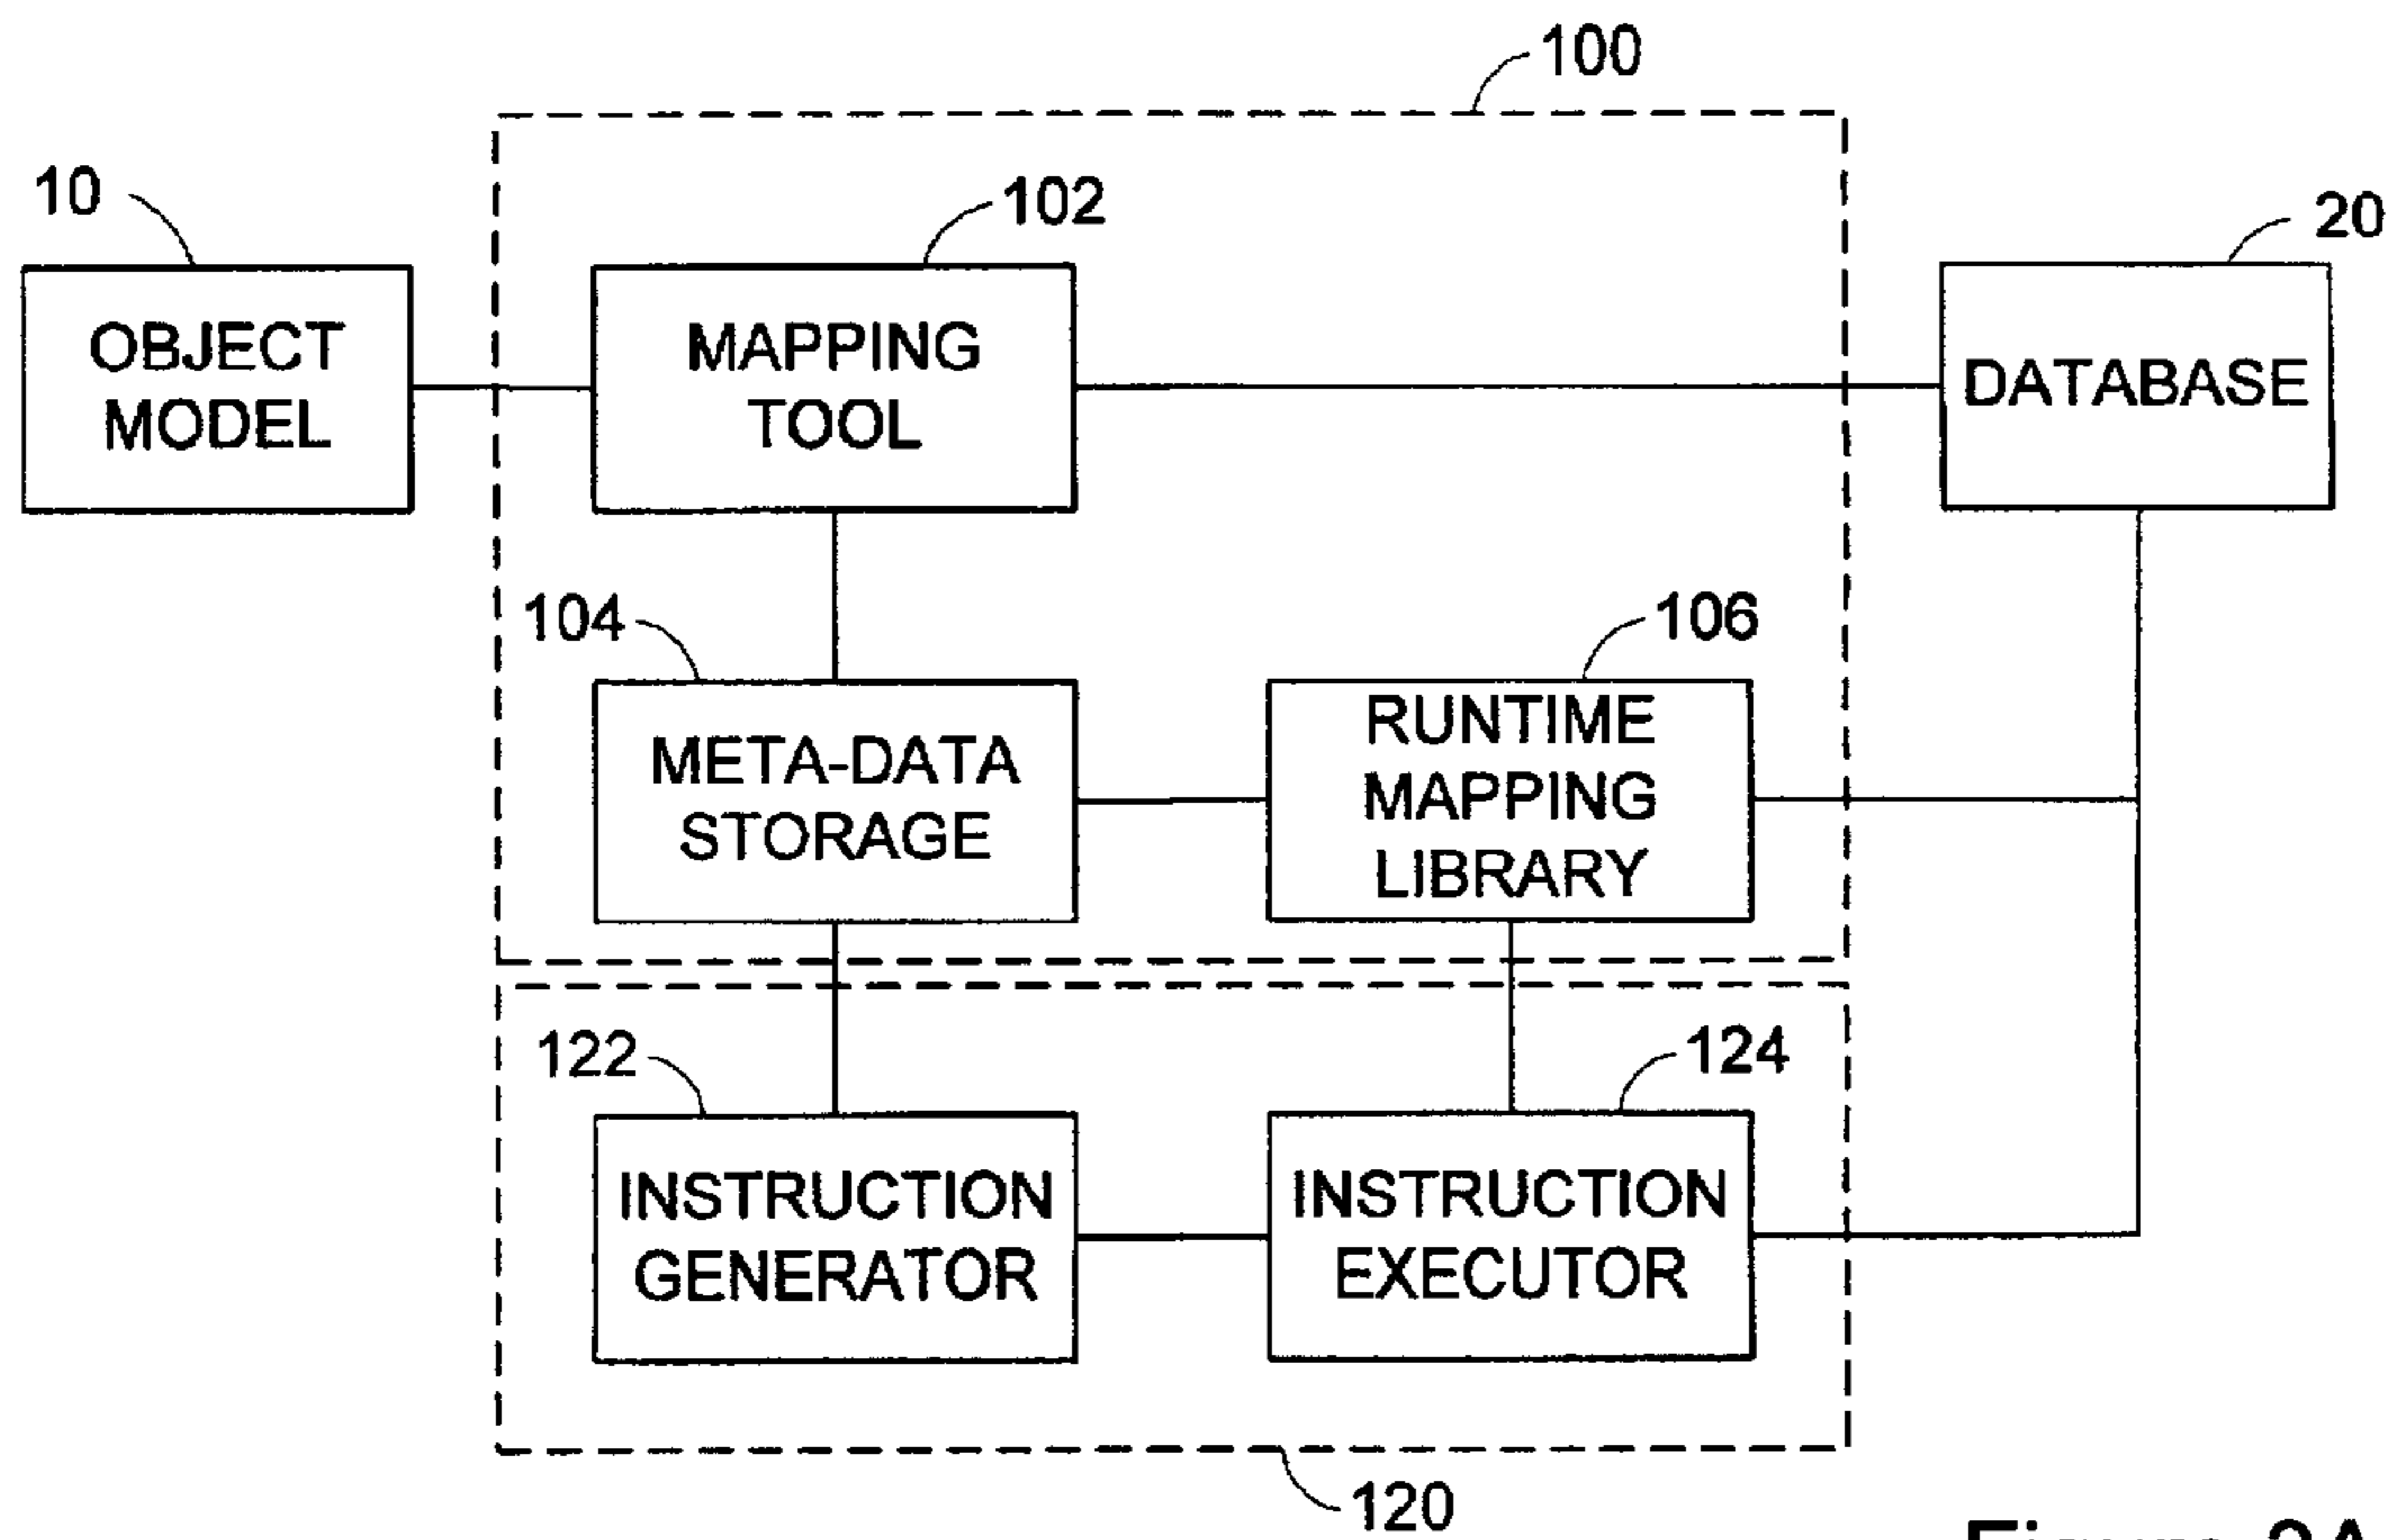 100
10
102
20
OBJECT
MODEL
MAPPING
TOOL
DATABASE
104
106
META-DATA
STORAGE
RUNTIME
MAPPING
LIBRARY
122
124
INSTRUCTION
GENERATOR
INSTRUCTION
EXECUTOR
120